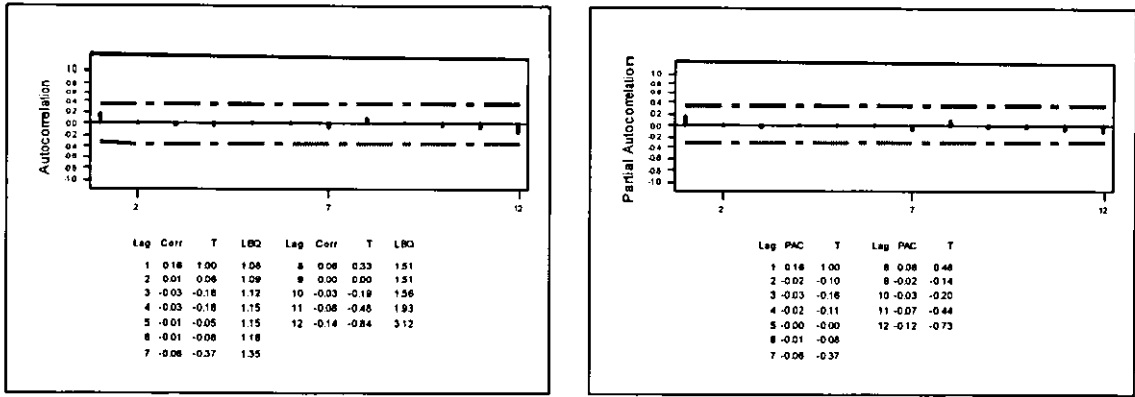 Autocorrelation
1.0
0.8
0.6
0.4
0.2
0.0
-0.2
-0.4
-0.6
-0.8
-1.0
2 7 12
Lag Corr T LBQ Lag Corr T LBQ
1 0.16 1.00 1.08 8 0.06 0.33 1.51
2 0.01 0.06 1.09 9 0.00 0.00 1.51
3 -0.03 -0.18 1.12 10 -0.03 -0.19 1.56
4 -0.03 -0.16 1.15 11 -0.08 -0.48 1.93
5 -0.01 -0.05 1.15 12 -0.14 -0.84 3.12
6 -0.01 -0.08 1.16
7 -0.06 -0.37 1.35
Partial Autocorrelation
1.0
0.8
0.6
0.4
0.2
0.0
-0.2
-0.4
-0.6
-0.8
-1.0
2 7 12
Lag PAC T Lag PAC T
1 0.16 1.00 8 0.08 0.48
2 -0.02 -0.10 9 -0.02 -0.14
3 -0.03 -0.16 10 -0.03 -0.20
4 -0.02 -0.11 11 -0.07 -0.44
5 -0.00 -0.00 12 -0.12 -0.73
6 -0.01 -0.08
7 -0.06 -0.37